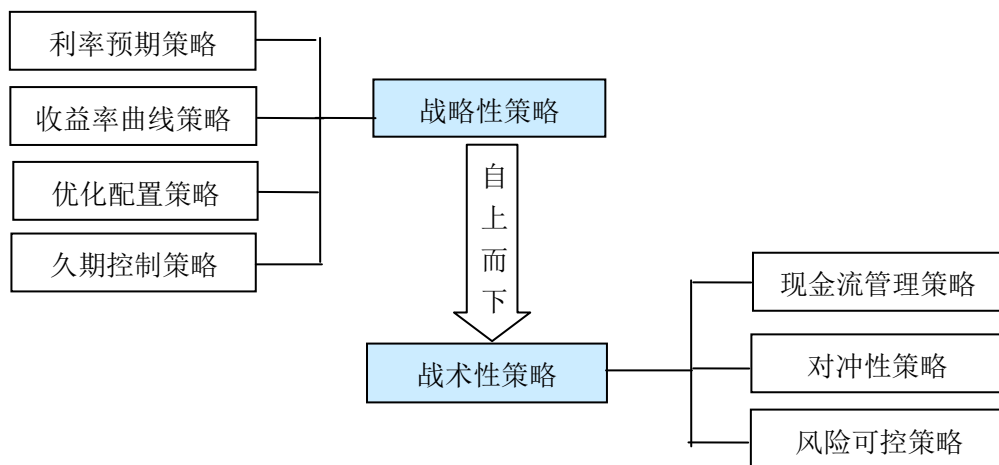 利率预期策略
收益率曲线策略
优化配置策略
久期控制策略
战略性策略
自
上
而
下
战术性策略
现金流管理策略
对冲性策略
风险可控策略